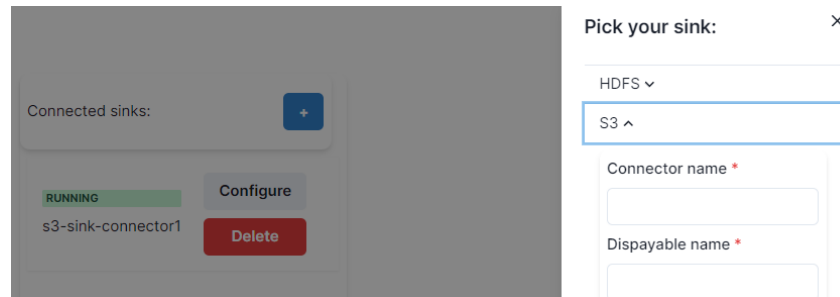 Pick your sink:
HDFS
S3
Connector name *
Dispayable name *
Connected sinks:
+
RUNNING
s3-sink-connector1
Configure
Delete